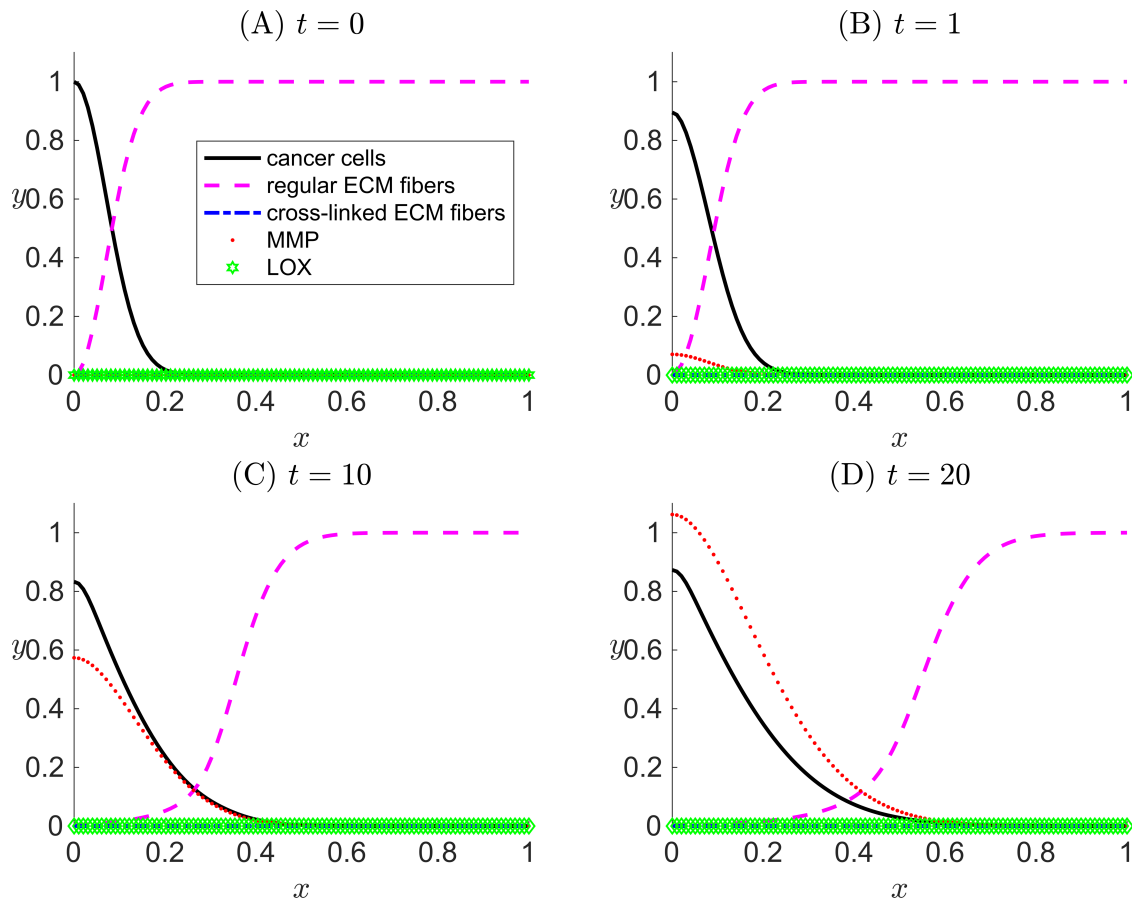 (A) t = 0
1
0.8
y0.6
0.4
0.2
0
0 0.2 0.4 0.6 0.8 1
x
cancer cells
regular ECM fibers
cross-linked ECM fibers
MMP
LOX
(B) t = 1
1
0.8
y0.6
0.4
0.2
0
0 0.2 0.4 0.6 0.8 1
x
(C) t = 10
1
0.8
y0.6
0.4
0.2
0
0 0.2 0.4 0.6 0.8 1
x
(D) t = 20
1
0.8
y0.6
0.4
0.2
0
0 0.2 0.4 0.6 0.8 1
x